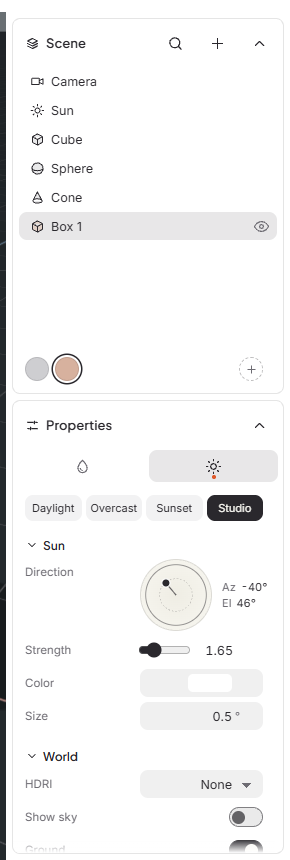 Scene
Camera
Sun
Cube
Sphere
Cone
Box 1
Properties
Daylight Overcast Sunset Studio
Sun
Direction
Az -40°
El 46°
Strength 1.65
Color
Size 0.5 °
World
HDRI None
Show sky
Ground